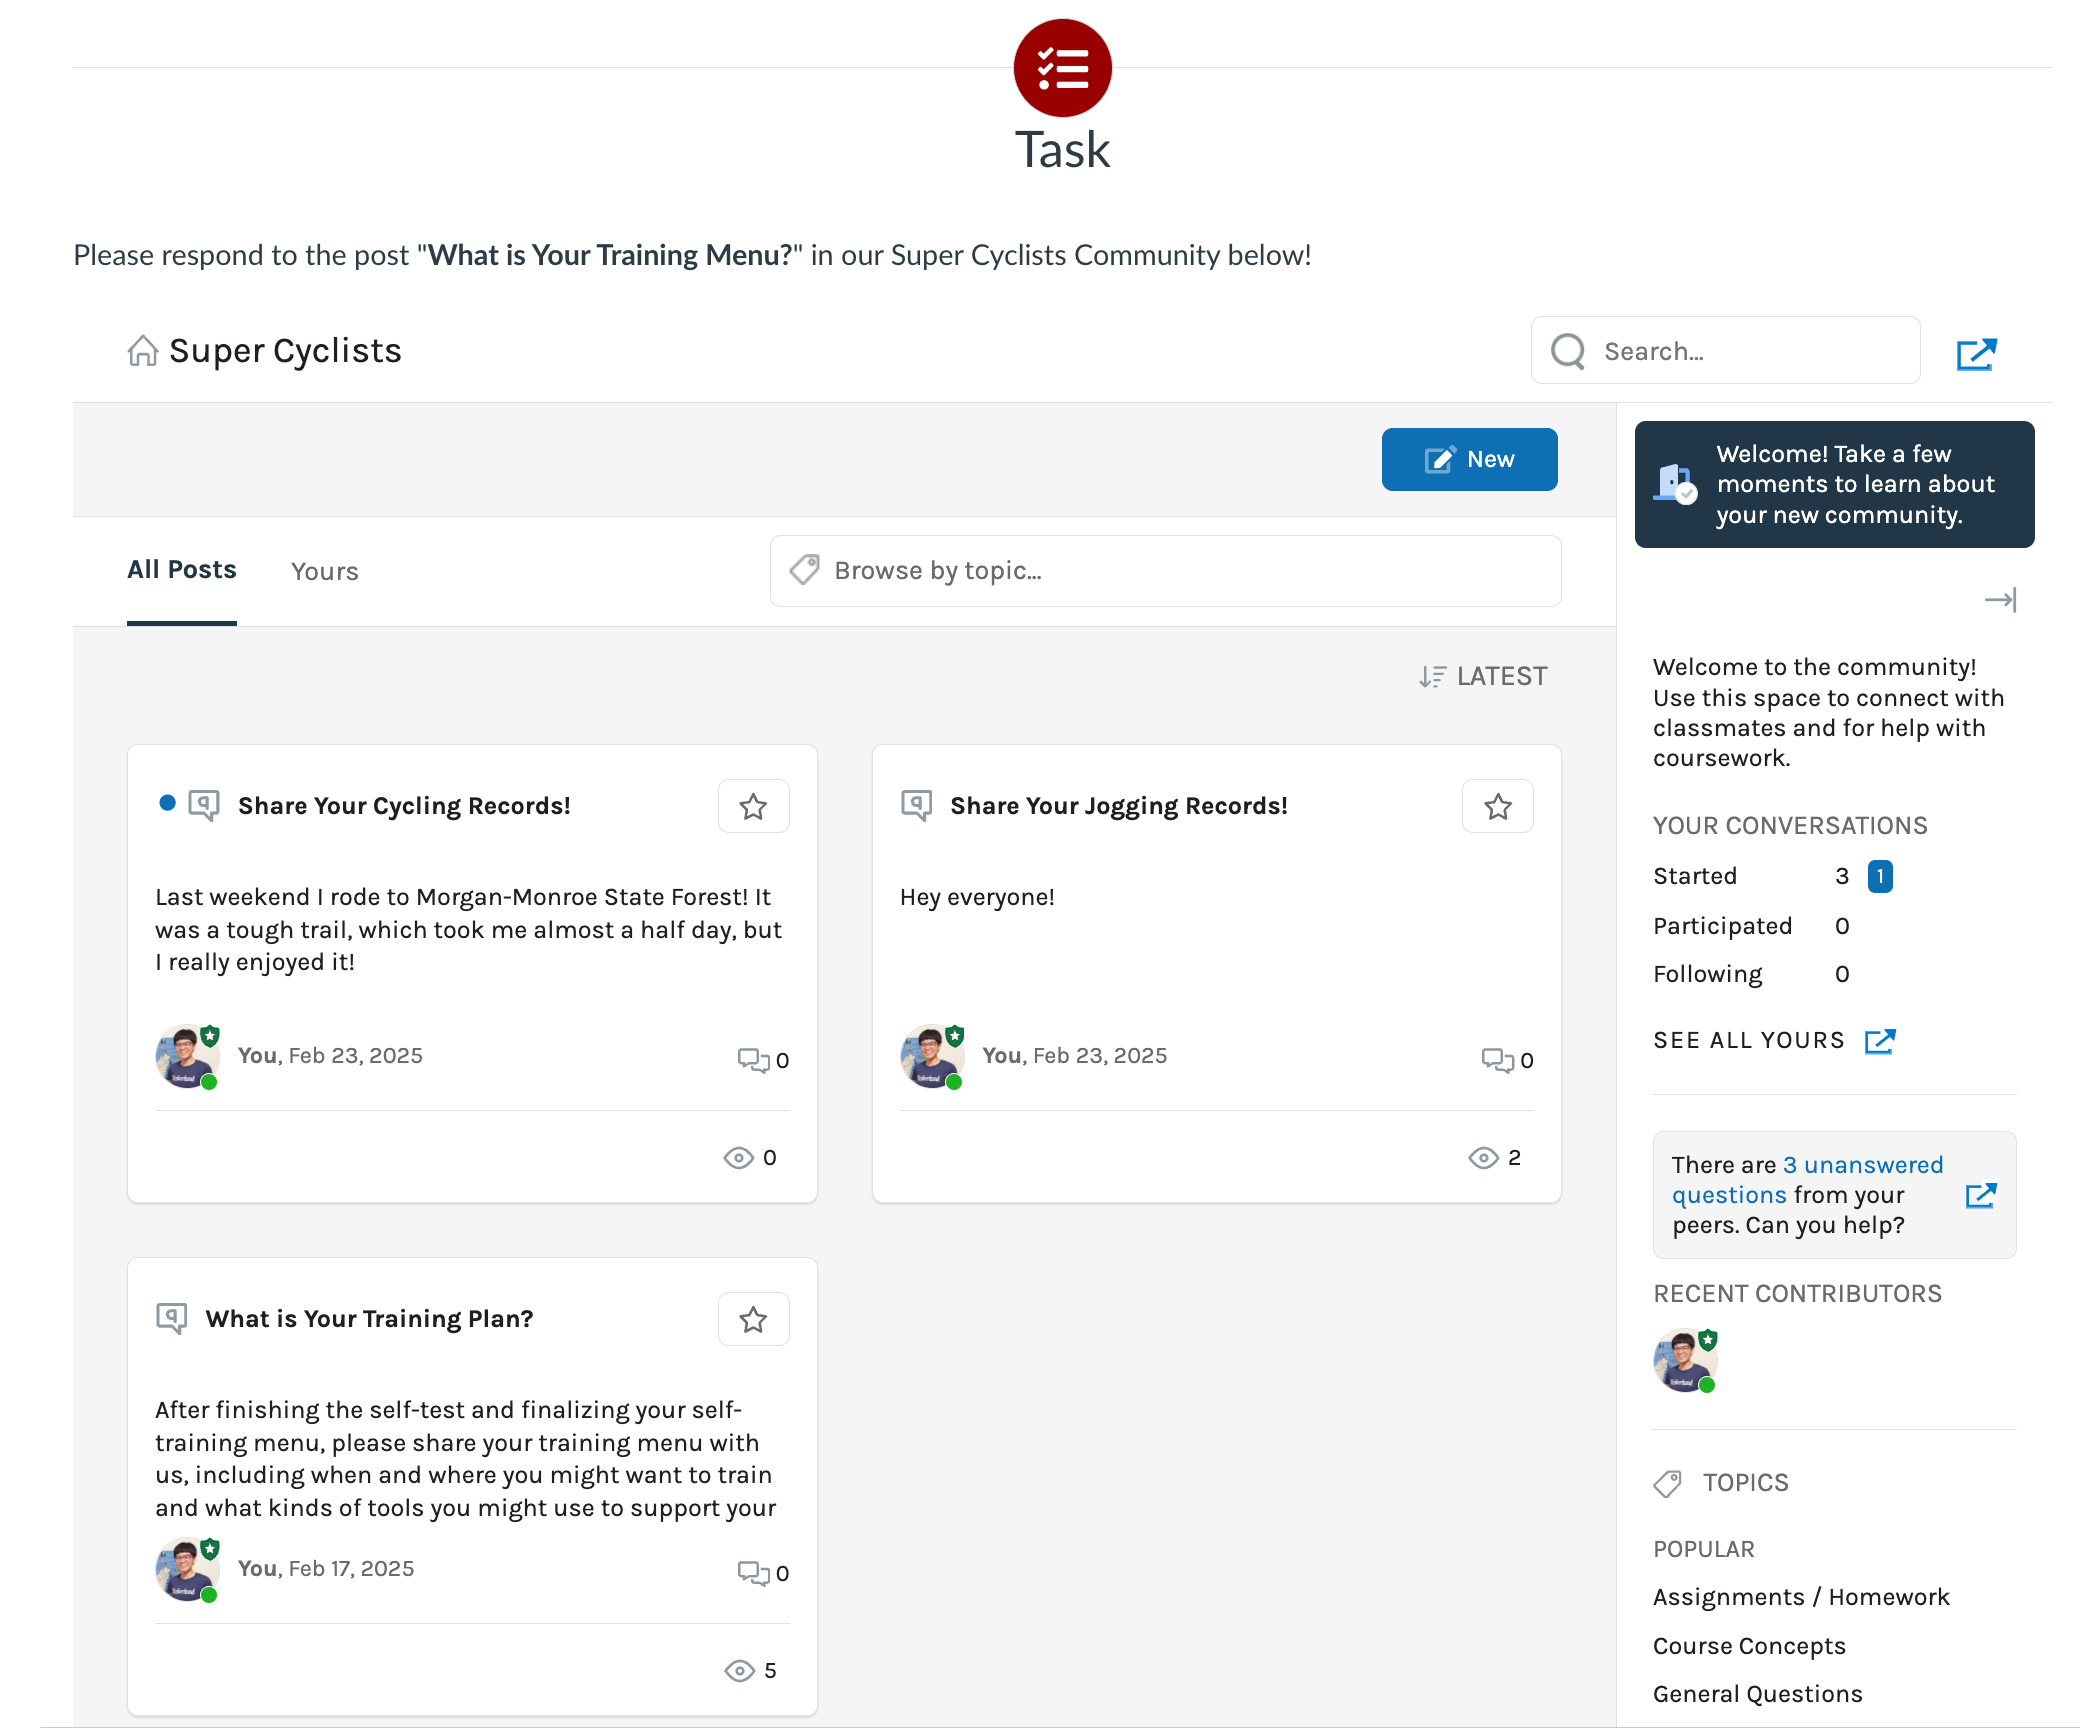 Task
Please respond to the post "What is Your Training Menu?" in our Super Cyclists Community below!
Super Cyclists
Search...
New
All Posts
Yours
Browse by topic...
LATEST
Share Your Cycling Records!
Last weekend I rode to Morgan-Monroe State Forest! It
was a tough trail, which took me almost a half day, but
I really enjoyed it!
You, Feb 23, 2025
0
0
Share Your Jogging Records!
Hey everyone!
You, Feb 23, 2025
0
2
What is Your Training Plan?
After finishing the self-test and finalizing your self-
training menu, please share your training menu with
us, including when and where you might want to train
and what kinds of tools you might use to support your
You, Feb 17, 2025
0
5
Welcome! Take a few
moments to learn about
your new community.
Welcome to the community!
Use this space to connect with
classmates and for help with
coursework.
YOUR CONVERSATIONS
Started 3 1
Participated 0
Following 0
SEE ALL YOURS
There are 3 unanswered
questions from your
peers. Can you help?
RECENT CONTRIBUTORS
TOPICS
POPULAR
Assignments / Homework
Course Concepts
General Questions